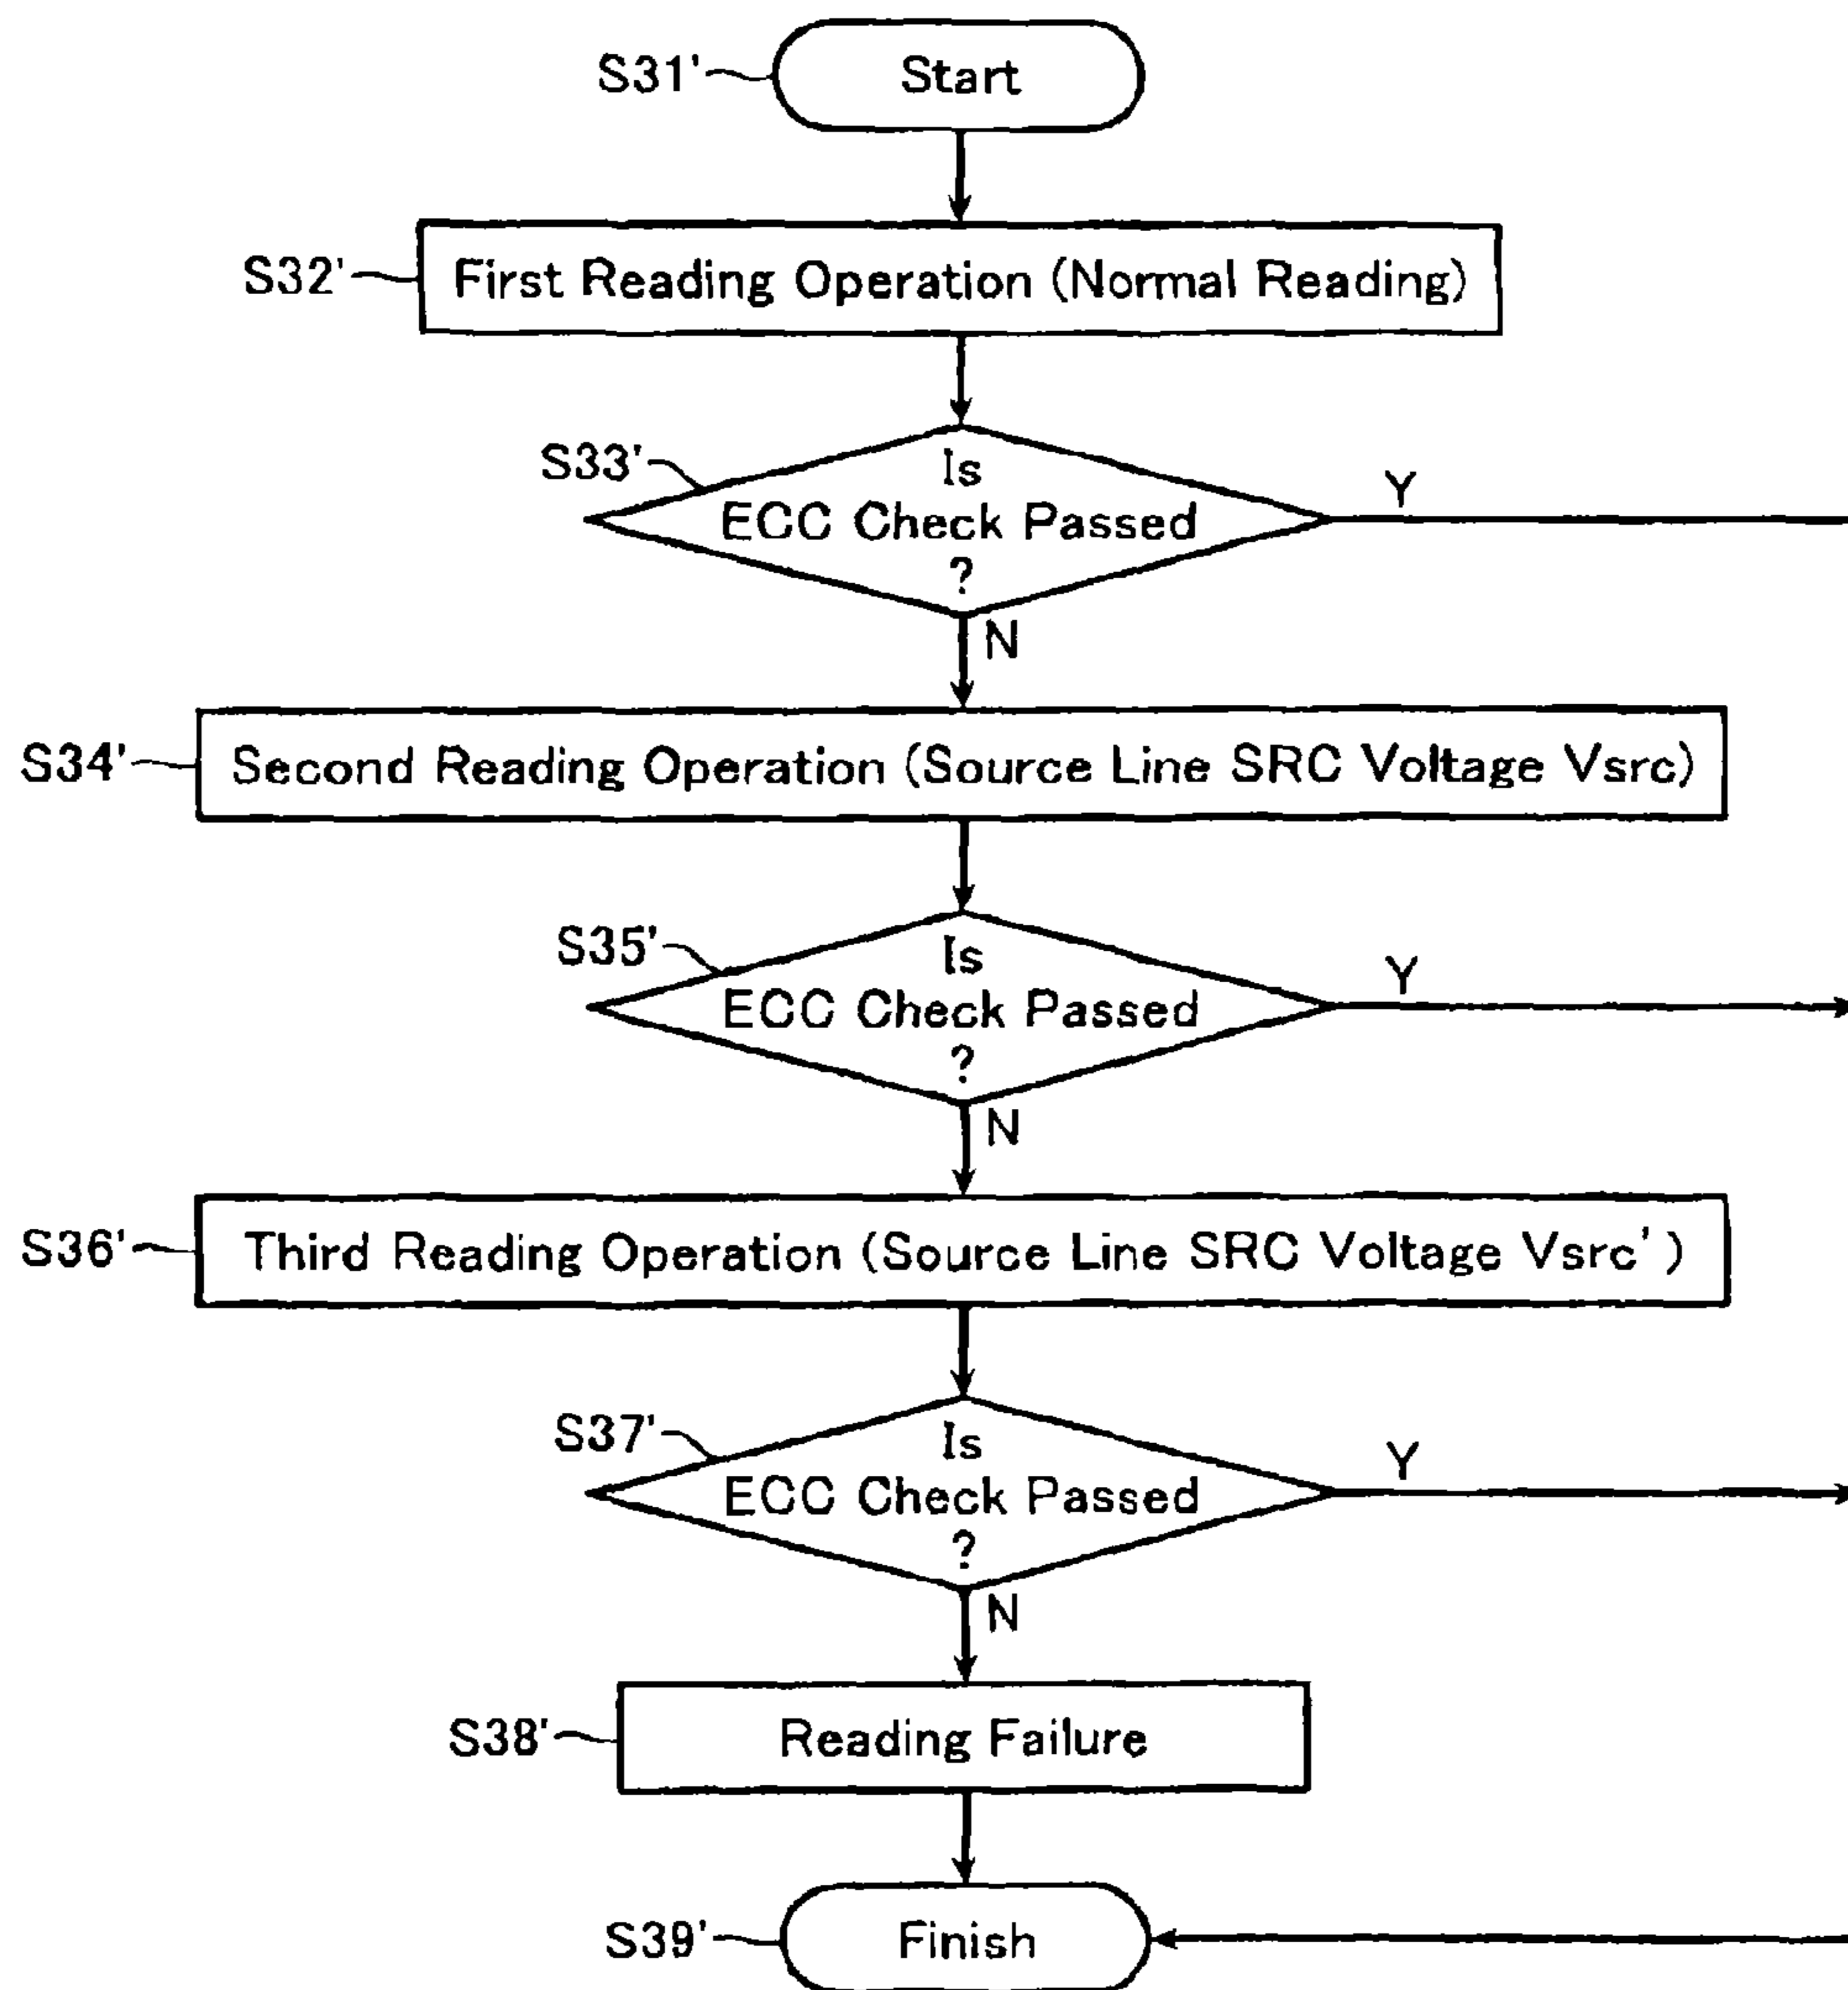 S31'
Start
S32'
First Reading Operation (Normal Reading)
S33'
Is
ECC Check Passed
?
Y
N
S34'
Second Reading Operation (Source Line SRC Voltage Vsrc)
S35'
Is
ECC Check Passed
?
Y
N
S36'
Third Reading Operation (Source Line SRC Voltage Vsrc')
S37'
Is
ECC Check Passed
?
Y
N
S38'
Reading Failure
S39'
Finish